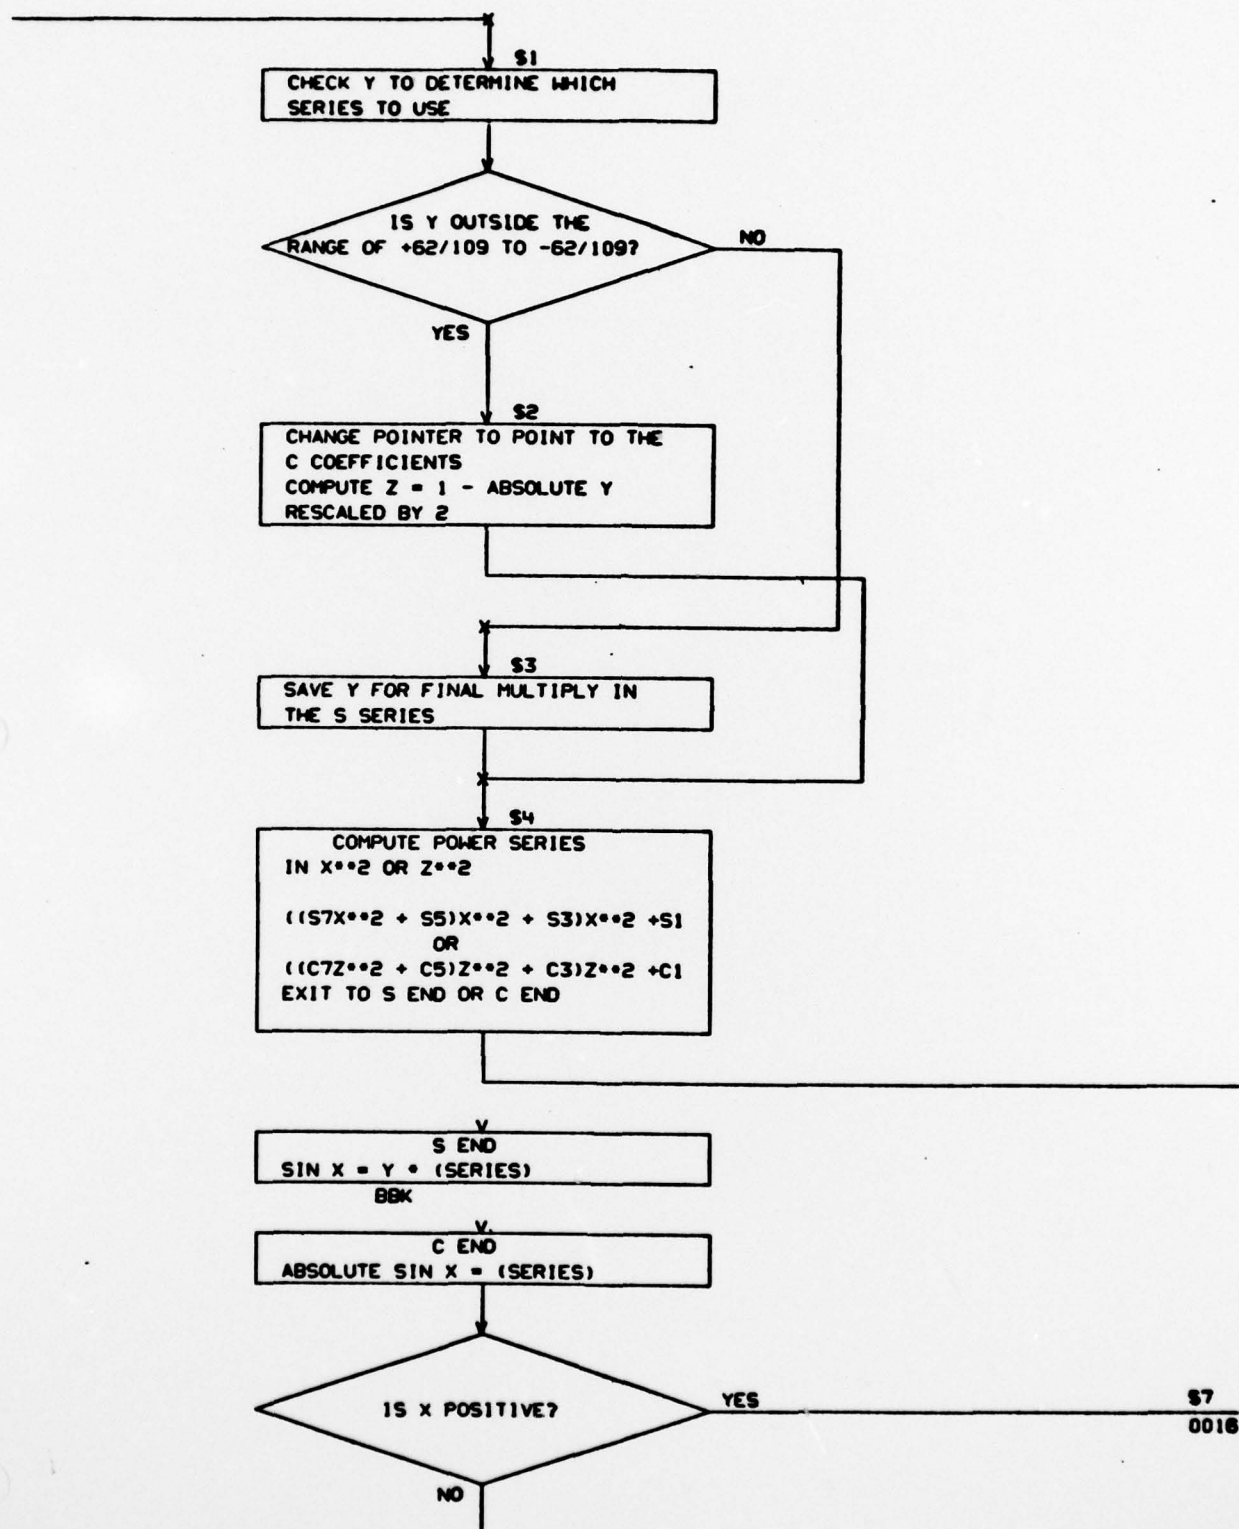 $1
CHECK Y TO DETERMINE WHICH
SERIES TO USE
IS Y OUTSIDE THE
RANGE OF +62/109 TO -62/109?
NO
YES
$2
CHANGE POINTER TO POINT TO THE
C COEFFICIENTS
COMPUTE Z = 1 - ABSOLUTE Y
RESCALED BY 2
$3
SAVE Y FOR FINAL MULTIPLY IN
THE S SERIES
$4
COMPUTE POWER SERIES
IN X**2 OR Z**2
((S7X**2 + S5)X**2 + S3)X**2 +S1
OR
((C7Z**2 + C5)Z**2 + C3)Z**2 +C1
EXIT TO S END OR C END
S END
SIN X = Y * (SERIES)
BBK
C END
ABSOLUTE SIN X = (SERIES)
IS X POSITIVE?
YES
$7
0016
NO